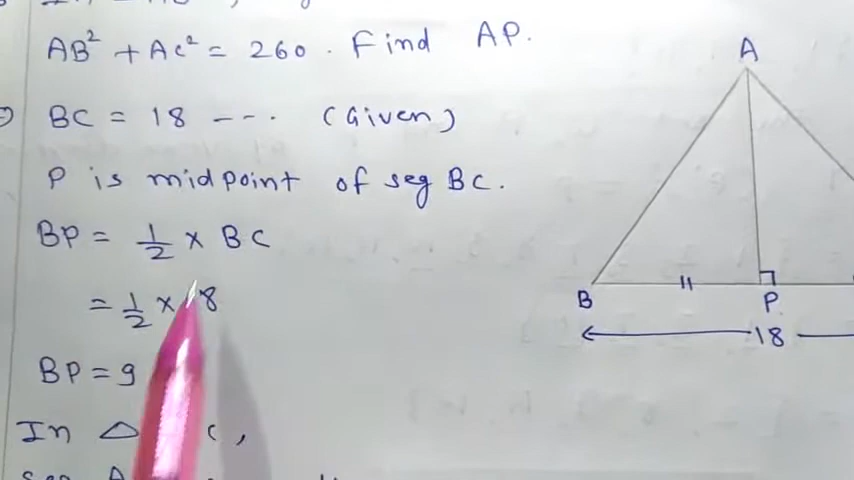 AB² + AC² = 260 . Find AP.
BC = 18 --- . (Given)
P is midpoint of seg BC.
BP = 1/2 × BC
= 1/2 × 8
BP = 9
In △ C ,
A
B
P
18